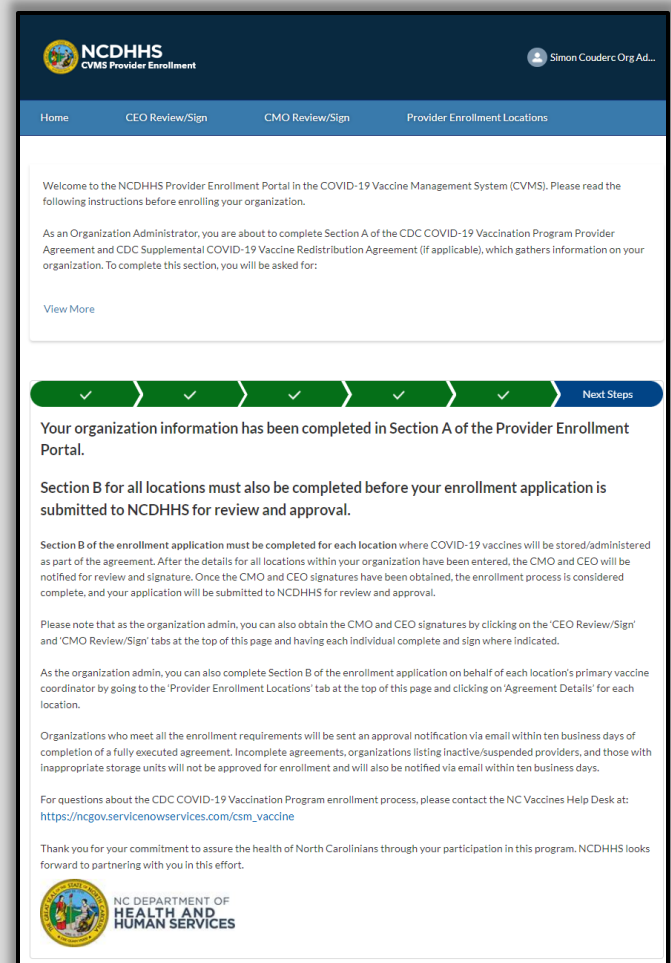 NCDHHS
CVMS Provider Enrollment
Simon Couderc Org Ad...
Home CEO Review/Sign CMO Review/Sign Provider Enrollment Locations
Welcome to the NCDHHS Provider Enrollment Portal in the COVID-19 Vaccine Management System (CVMS). Please read the
following instructions before enrolling your organization.
As an Organization Administrator, you are about to complete Section A of the CDC COVID-19 Vaccination Program Provider
Agreement and CDC Supplemental COVID-19 Vaccine Redistribution Agreement (if applicable), which gathers information on your
organization. To complete this section, you will be asked for:
View More
Next Steps
Your organization information has been completed in Section A of the Provider Enrollment
Portal.
Section B for all locations must also be completed before your enrollment application is
submitted to NCDHHS for review and approval.
Section B of the enrollment application must be completed for each location where COVID-19 vaccines will be stored/administered
as part of the agreement. After the details for all locations within your organization have been entered, the CMO and CEO will be
notified for review and signature. Once the CMO and CEO signatures have been obtained, the enrollment process is considered
complete, and your application will be submitted to NCDHHS for review and approval.
Please note that as the organization admin, you can also obtain the CMO and CEO signatures by clicking on the 'CEO Review/Sign'
and 'CMO Review/Sign' tabs at the top of this page and having each individual complete and sign where indicated.
As the organization admin, you can also complete Section B of the enrollment application on behalf of each location's primary vaccine
coordinator by going to the 'Provider Enrollment Locations' tab at the top of this page and clicking on 'Agreement Details' for each
location.
Organizations who meet all the enrollment requirements will be sent an approval notification via email within ten business days of
completion of a fully executed agreement. Incomplete agreements, organizations listing inactive/suspended providers, and those with
inappropriate storage units will not be approved for enrollment and will also be notified via email within ten business days.
For questions about the CDC COVID-19 Vaccination Program enrollment process, please contact the NC Vaccines Help Desk at:
https://ncgov.servicenowservices.com/csm_vaccine
Thank you for your commitment to assure the health of North Carolinians through your participation in this program. NCDHHS looks
forward to partnering with you in this effort.
NC DEPARTMENT OF
HEALTH AND
HUMAN SERVICES